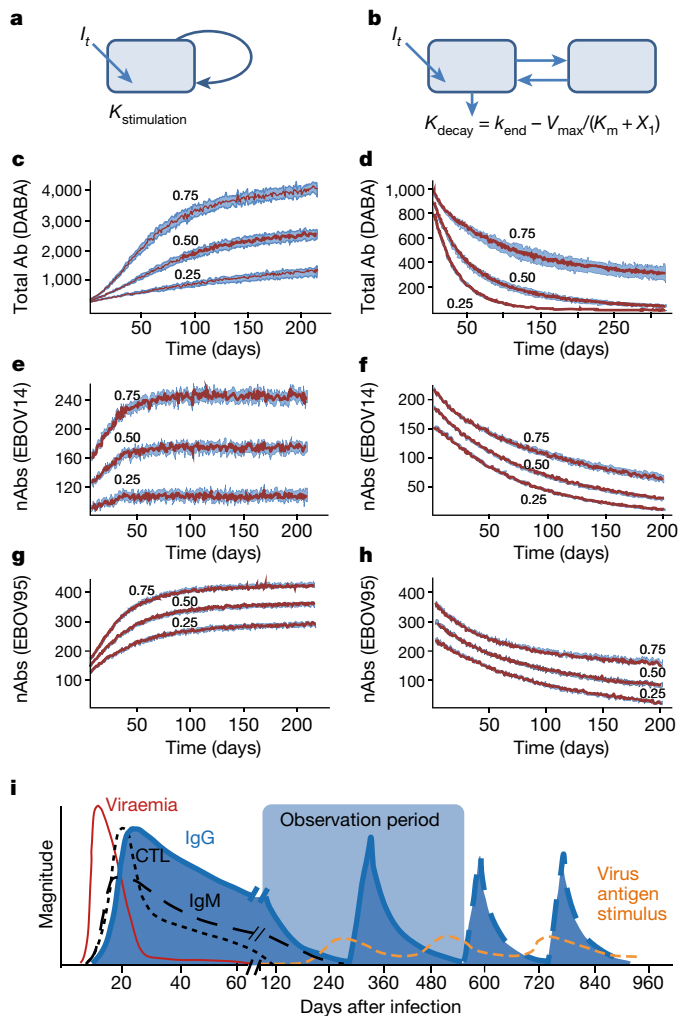 a
b
I_t
K_stimulation
I_t
K_decay = k_end – V_max/(K_m + X_1)
c
Total Ab (DABA)
4,000
3,000
2,000
1,000
0.75
0.50
0.25
50 100 150 200
Time (days)
d
Total Ab (DABA)
1,000
800
600
400
200
0.75
0.50
0.25
50 150 250
Time (days)
e
nAbs (EBOV14)
240
160
120
0.75
0.50
0.25
50 100 150 200
Time (days)
f
nAbs (EBOV14)
200
150
100
50
0.75
0.50
0.25
50 100 150 200
Time (days)
g
nAbs (EBOV95)
400
300
200
100
0.75
0.50
0.25
50 100 150 200
Time (days)
h
nAbs (EBOV95)
400
300
200
100
0.75
0.50
0.25
50 100 150 200
Time (days)
i
Magnitude
Viraemia
IgG
CTL
IgM
Observation period
Virus
antigen
stimulus
20 40 60 120 240 360 480 600 720 840 960
Days after infection